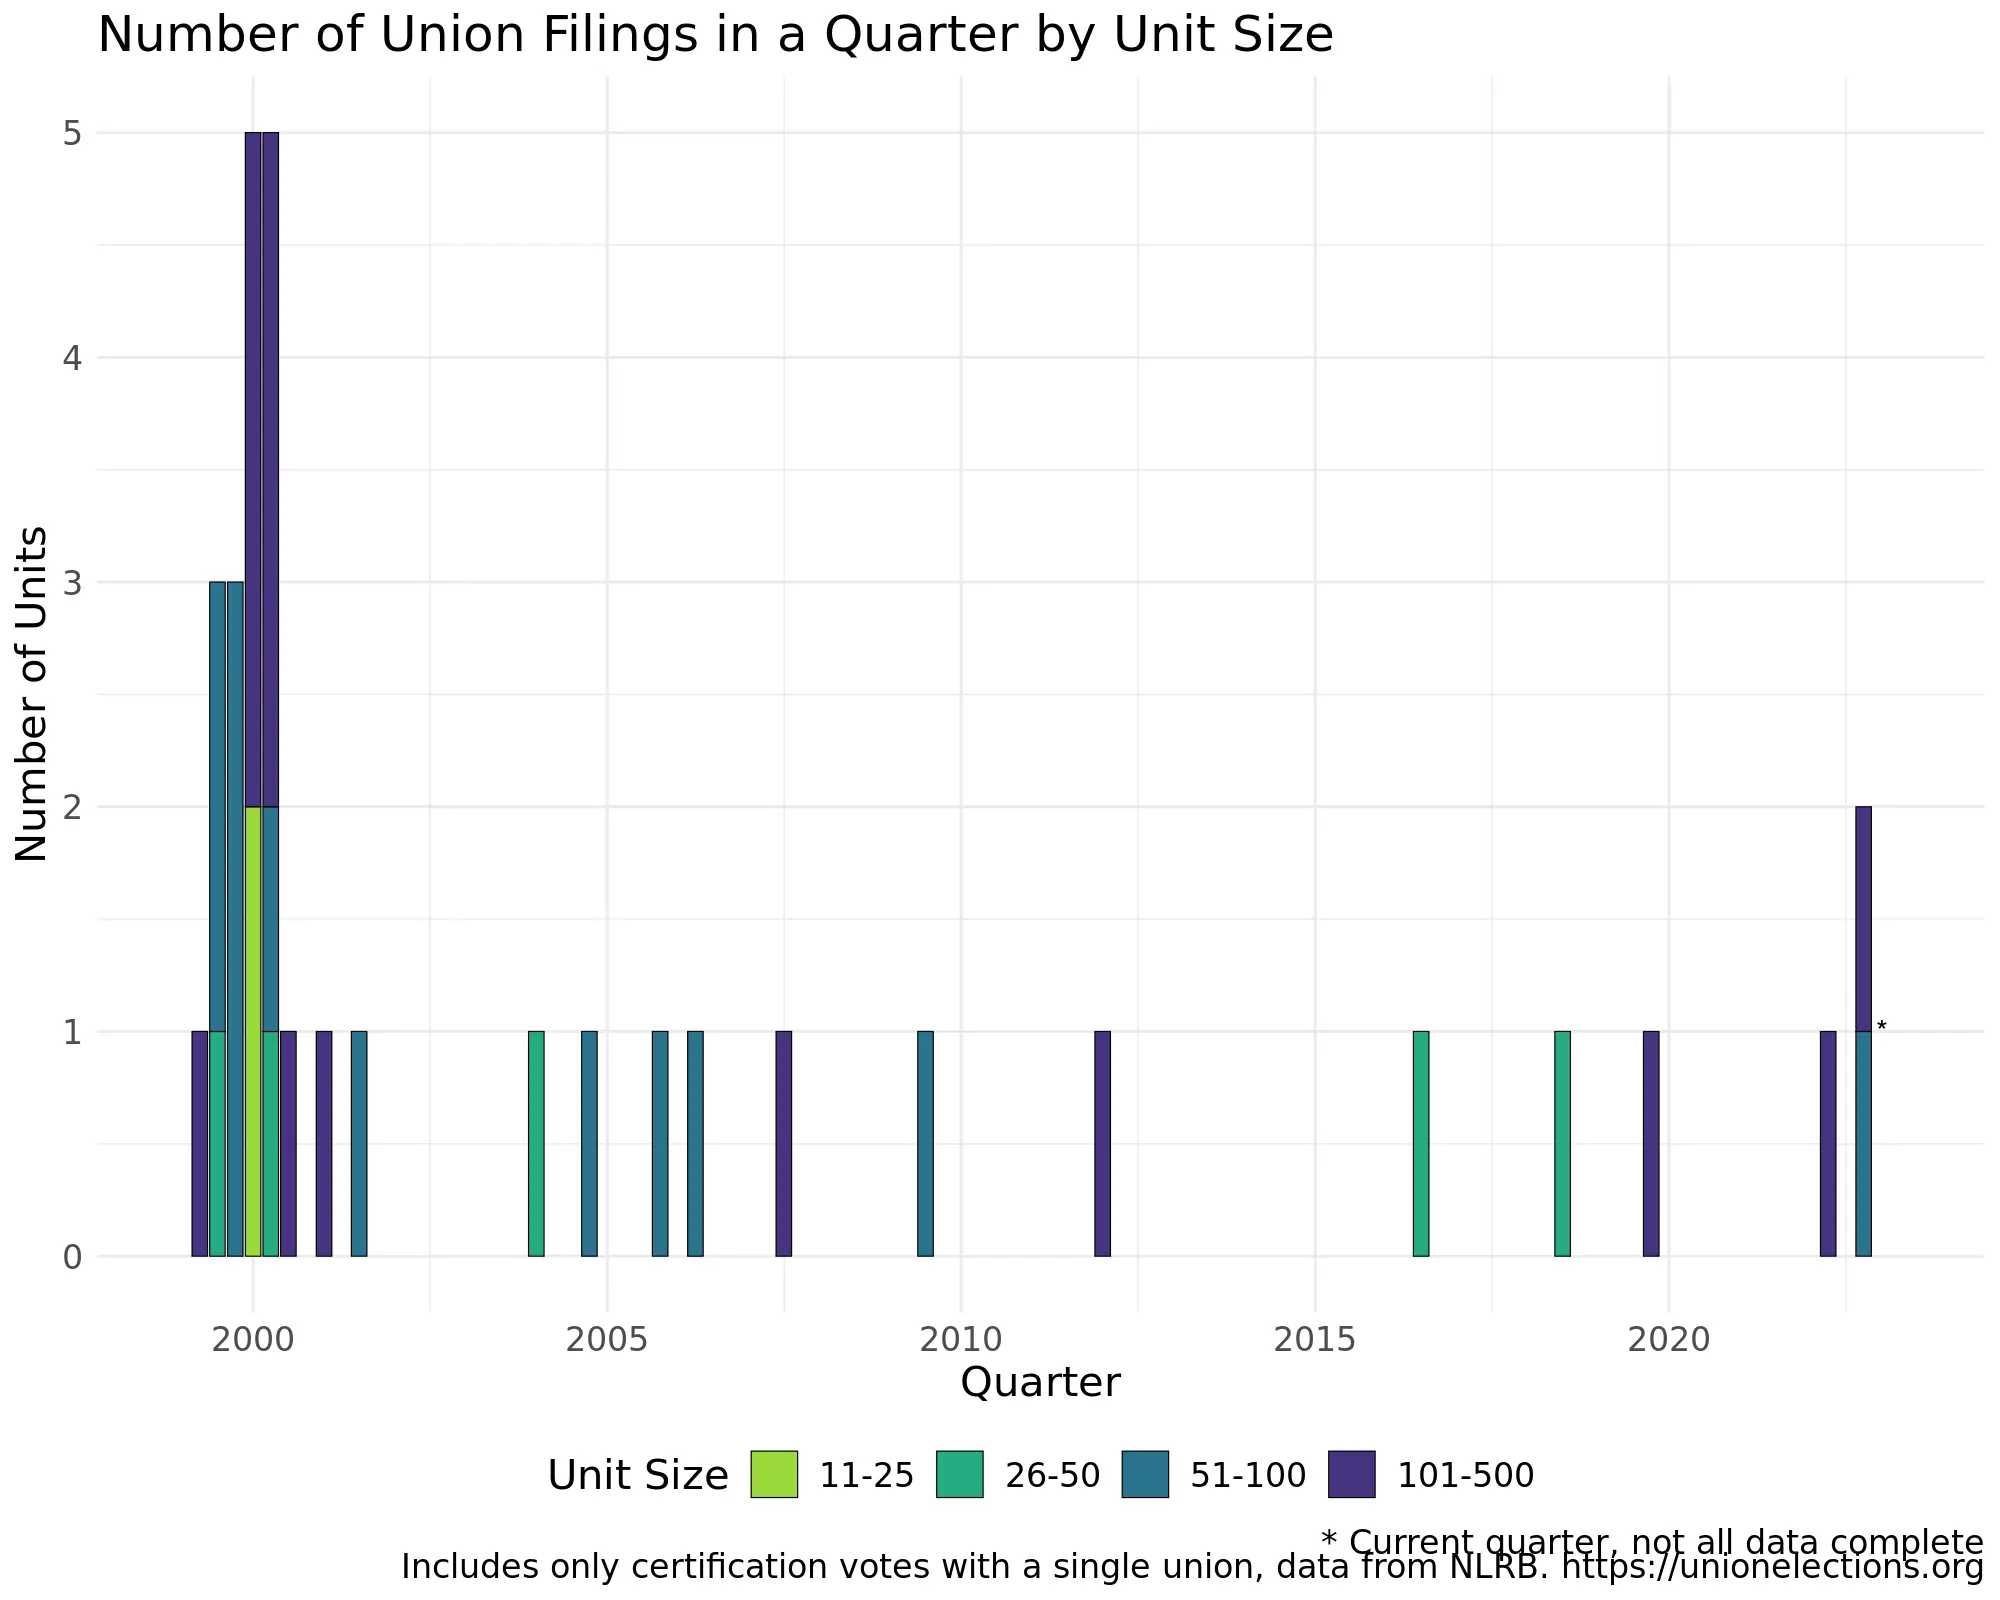 Number of Union Filings in a Quarter by Unit Size
Number of Units
5
4
3
2
1
0
*
2000 2005 2010 2015 2020
Quarter
Unit Size 11-25 26-50 51-100 101-500
* Current quarter, not all data complete
Includes only certification votes with a single union, data from NLRB. https://unionelections.org